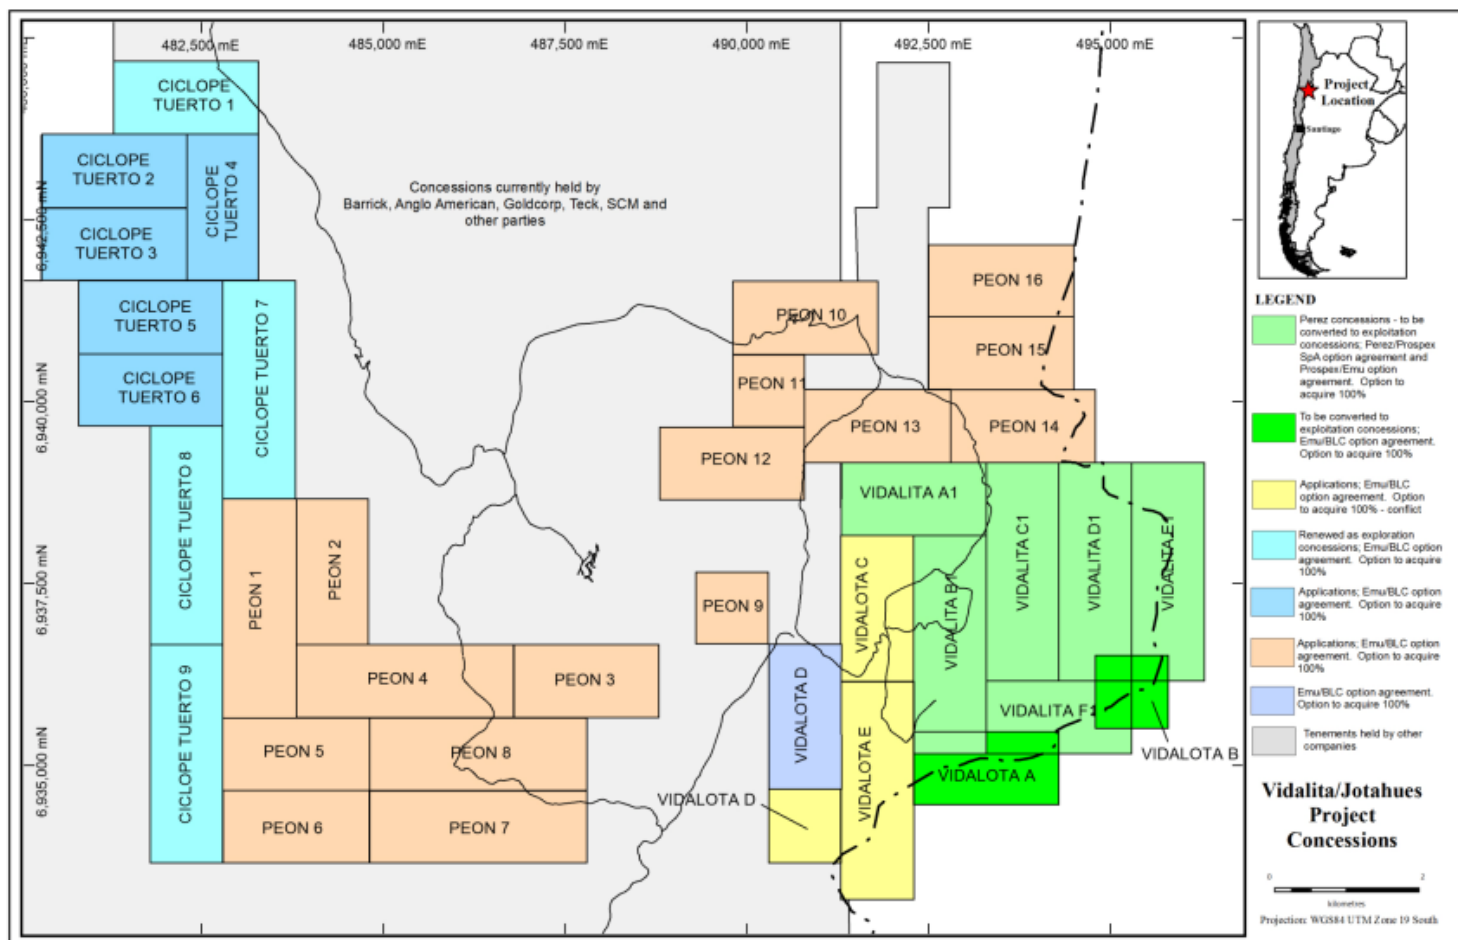 482,500 mE
485,000 mE
487,500 mE
490,000 mE
492,500 mE
495,000 mE
6,942,500 mN
6,940,000 mN
6,937,500 mN
6,935,000 mN
CICLOPE
TUERTO 1
CICLOPE
TUERTO 2
CICLOPE
TUERTO 3
CICLOPE
TUERTO 4
CICLOPE
TUERTO 5
CICLOPE
TUERTO 6
CICLOPE TUERTO 7
CICLOPE TUERTO 8
CICLOPE TUERTO 9
Concessions currently held by
Barrick, Anglo American, Goldcorp, Teck, SCM and
other parties
PEON 1
PEON 2
PEON 4
PEON 3
PEON 5
PEON 8
PEON 6
PEON 7
PEON 9
PEON 10
PEON 11
PEON 12
PEON 13
PEON 14
PEON 15
PEON 16
VIDALITA A1
VIDALITA B1
VIDALITA C1
VIDALITA D1
VIDALITA E1
VIDALITA F1
VIDALOTA C
VIDALOTA D
VIDALOTA E
VIDALOTA A
VIDALOTA B
VIDALOTA D
Project
Location
Santiago
LEGEND
Perez concessions - to be
converted to exploitation
concessions; Perez/Prospex
SpA option agreement and
Prospex/Emu option
agreement. Option to
acquire 100%
To be converted to
exploitation concessions;
Emu/BLC option agreement.
Option to acquire 100%
Applications; Emu/BLC
option agreement. Option
to acquire 100% - conflict
Renewed as exploration
concessions; Emu/BLC option
agreement. Option to acquire
100%
Applications; Emu/BLC option
agreement. Option to acquire
100%
Applications; Emu/BLC option
agreement. Option to acquire
100%
Emu/BLC option agreement.
Option to acquire 100%
Tenements held by other
companies
Vidalita/Jotahues
Project
Concessions
0 2
kilometres
Projection: WGS84 UTM Zone 19 South